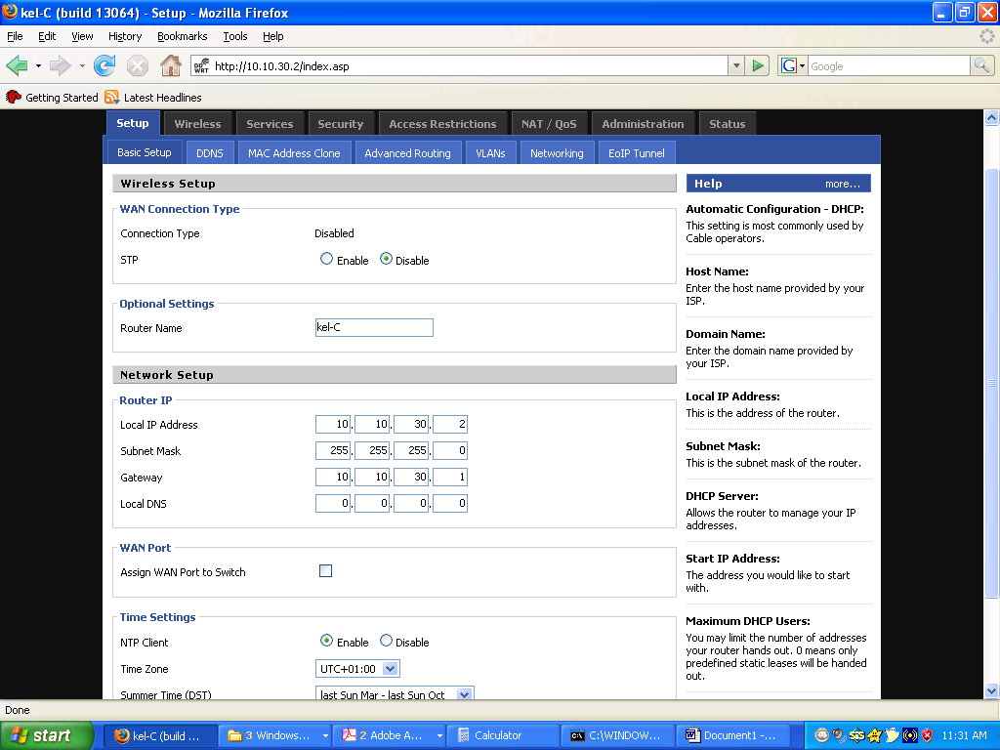 kel-C (build 13064) - Setup - Mozilla Firefox
File Edit View History Bookmarks Tools Help
http://10.10.30.2/index.asp
G Google
Getting Started Latest Headlines
Setup Wireless Services Security Access Restrictions NAT / QoS Administration Status
Basic Setup DDNS MAC Address Clone Advanced Routing VLANs Networking EoIP Tunnel
Wireless Setup
WAN Connection Type
Connection Type Disabled
STP Enable Disable
Optional Settings
Router Name kel-C
Network Setup
Router IP
Local IP Address 10. 10. 30. 2
Subnet Mask 255. 255. 255. 0
Gateway 10. 10. 30. 1
Local DNS 0. 0. 0. 0
WAN Port
Assign WAN Port to Switch
Time Settings
NTP Client Enable Disable
Time Zone UTC+01:00
Summer Time (DST) last Sun Mar - last Sun Oct
Help more...
Automatic Configuration - DHCP:
This setting is most commonly used by
Cable operators.
Host Name:
Enter the host name provided by your
ISP.
Domain Name:
Enter the domain name provided by
your ISP.
Local IP Address:
This is the address of the router.
Subnet Mask:
This is the subnet mask of the router.
DHCP Server:
Allows the router to manage your IP
addresses.
Start IP Address:
The address you would like to start
with.
Maximum DHCP Users:
You may limit the number of addresses
your router hands out. 0 means only
predefined static leases will be handed
out.
Done
start kel-C (build ... 3 Windows... 2 Adobe A... Calculator C:\WINDOW... Document1 - ... 11:31 AM